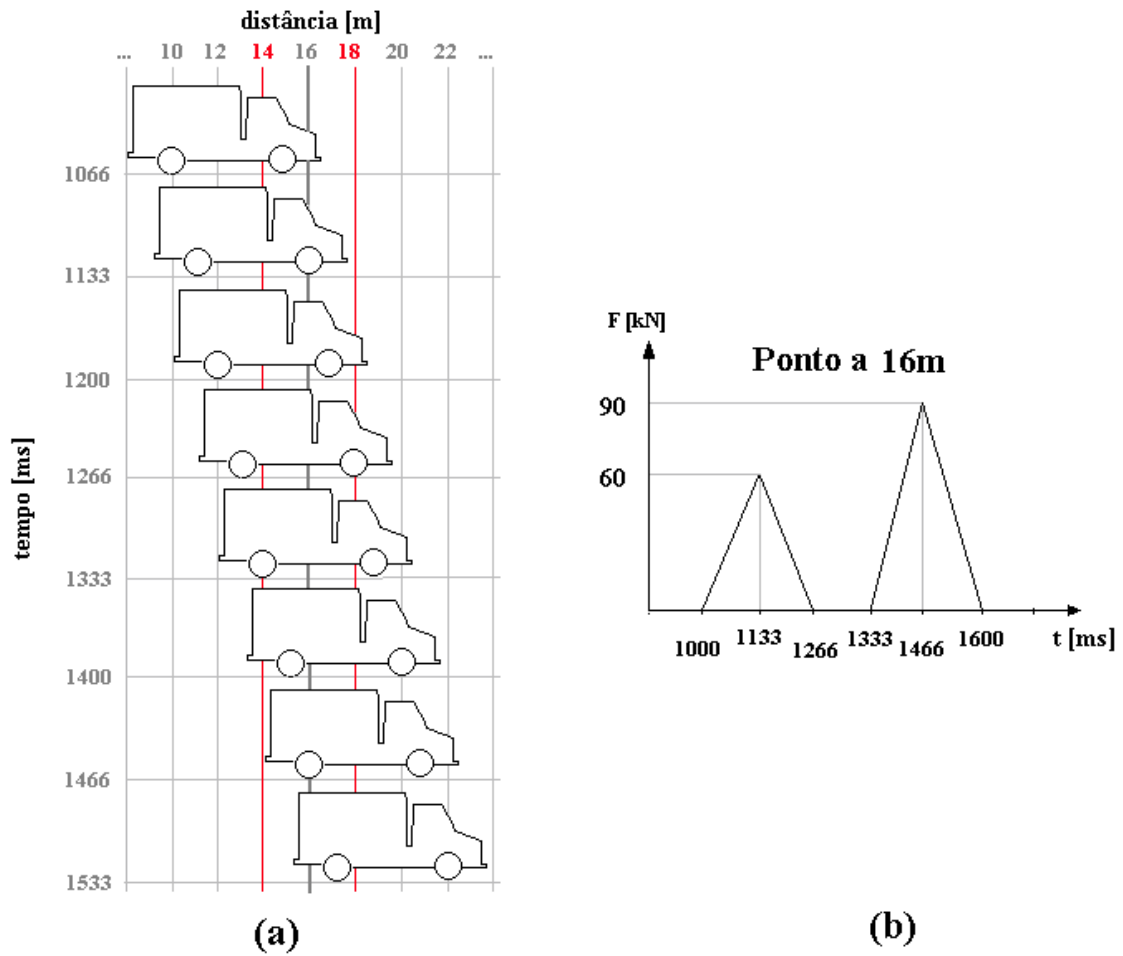 distância [m]
... 10 12 14 16 18 20 22 ...
tempo [ms]
1066
1133
1200
1266
1333
1400
1466
1533
(a)
F [kN]
Ponto a 16m
90
60
1000 1133 1266 1333 1466 1600 t [ms]
(b)